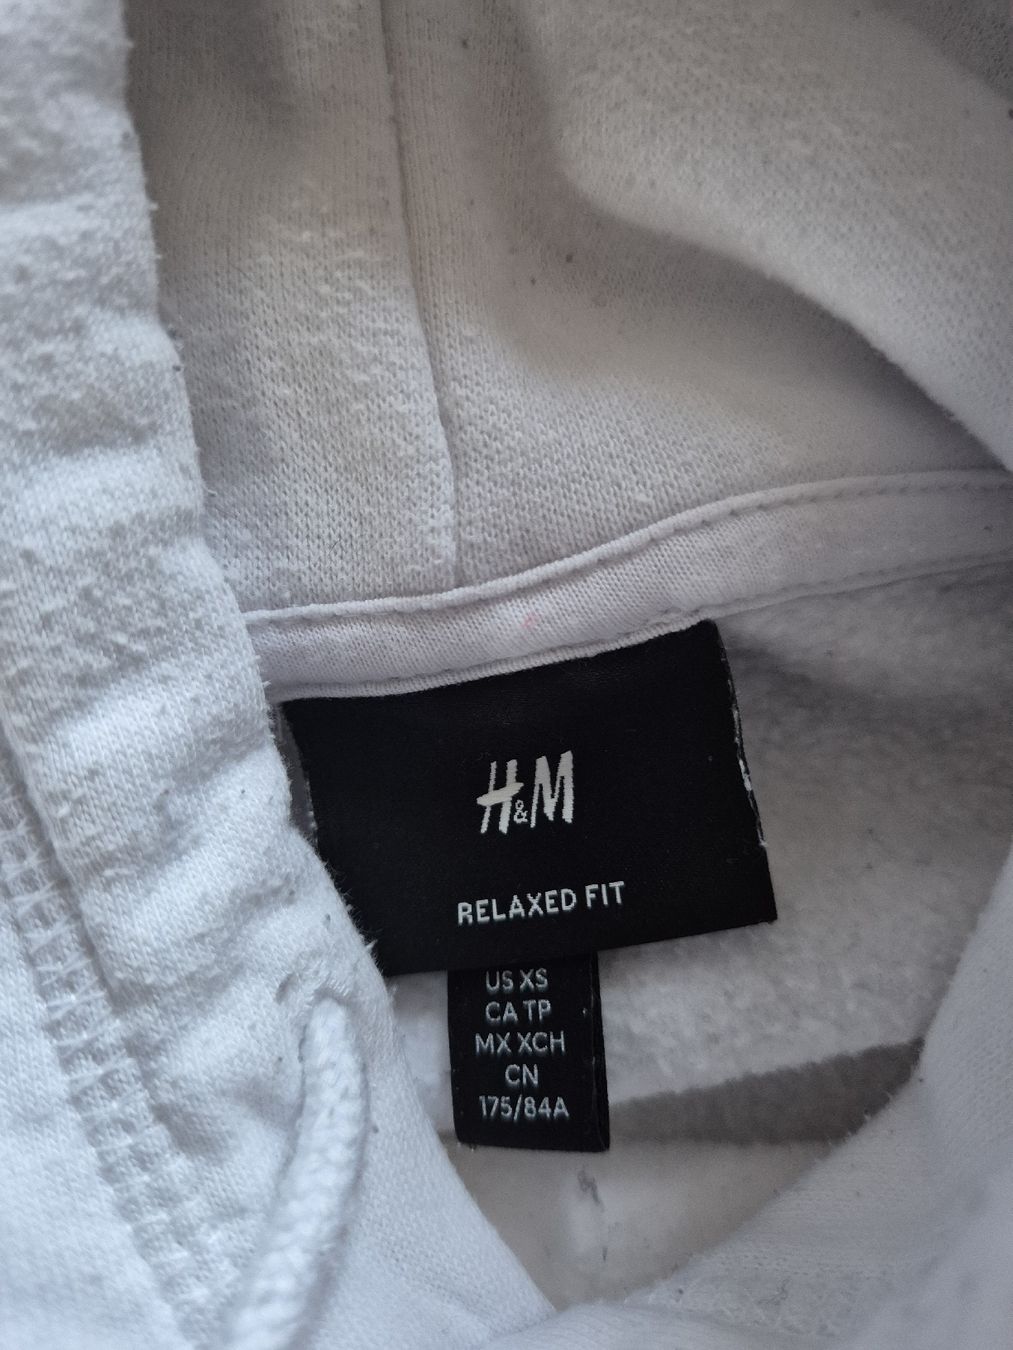 H&M
RELAXED FIT
US XS
CA TP
MX XCH
CN
175/84A